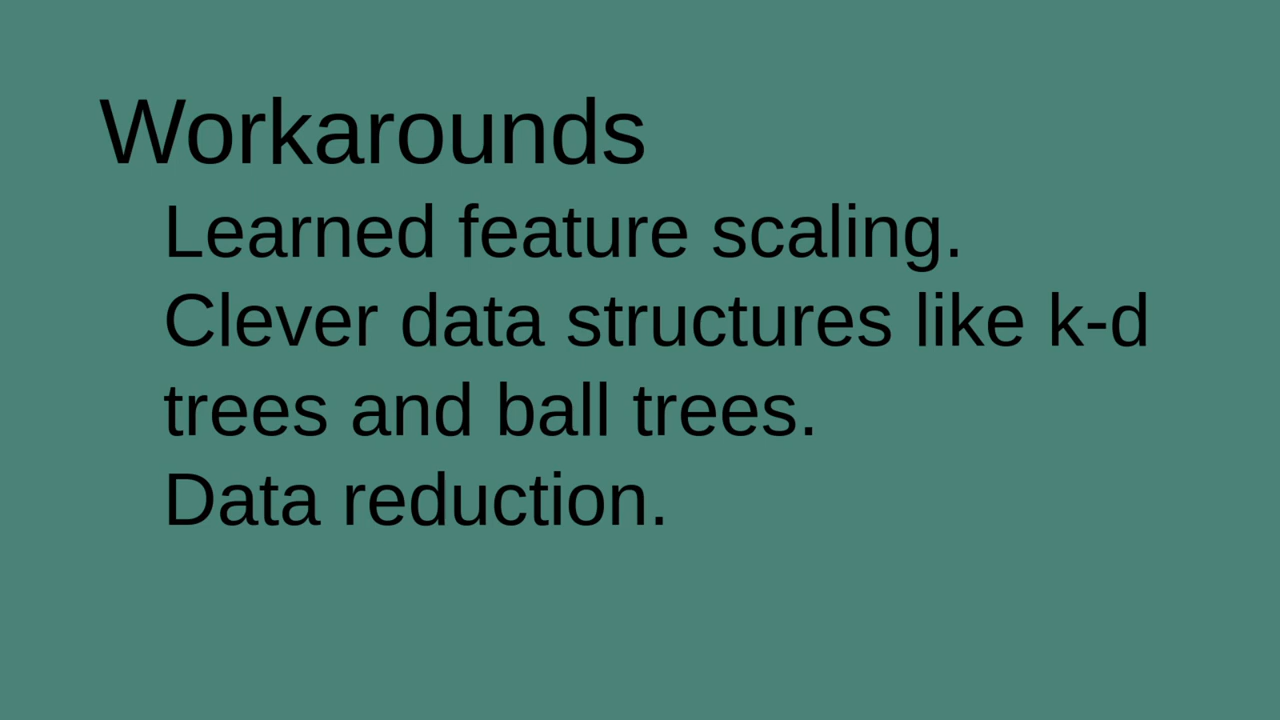 Workarounds
Learned feature scaling.
Clever data structures like k-d
trees and ball trees.
Data reduction.